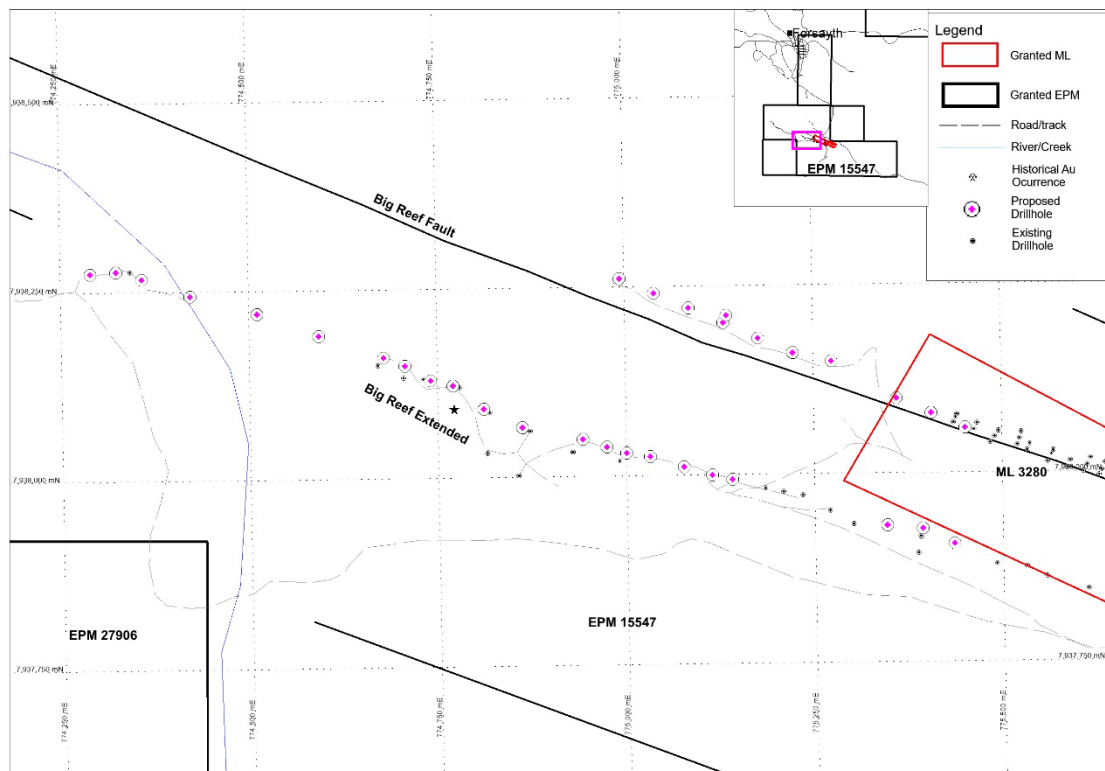 774,250 mE
774,500 mE
774,750 mE
775,000 mE
Forsayth
EPM 15547
Legend
Granted ML
Granted EPM
Road/track
River/Creek
Historical Au
Ocurrence
Proposed
Drillhole
Existing
Drillhole
938,500 mN
Big Reef Fault
7,938,250 mN
Big Reef Extended
ML 3280
7,938,000 mN
EPM 27906
EPM 15547
7,937,750 mN
7,937,750 mN
774,250 mE
774,500 mE
774,750 mE
775,000 mE
775,250 mE
775,500 mE